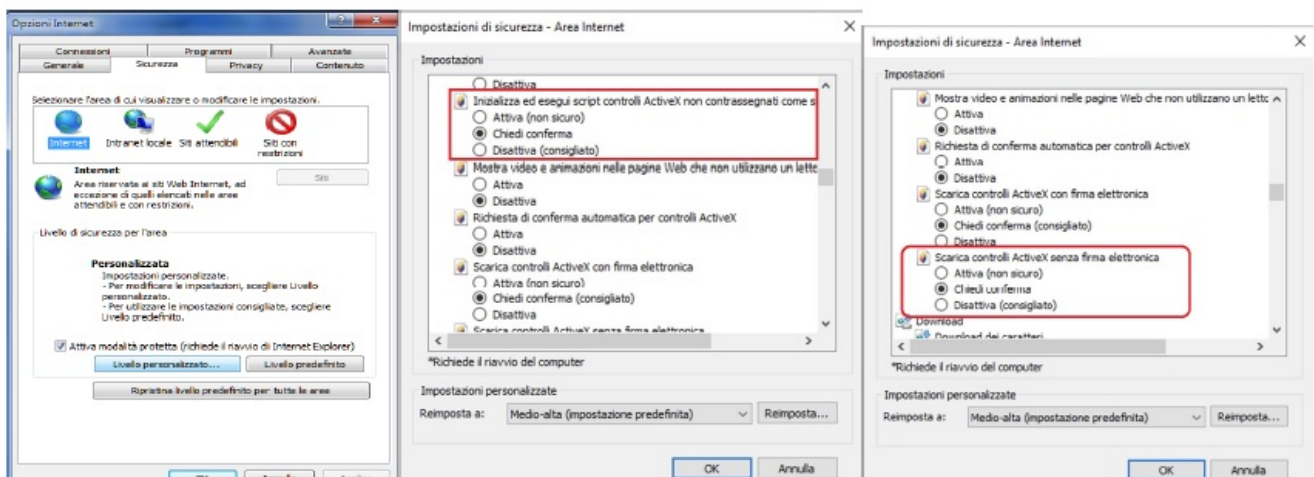 Opzioni Internet
Connessioni Programmi Avanzate
Generale Sicurezza Privacy Contenuto
Selezionare l'area di cui visualizzare o modificare le impostazioni.
Internet Intranet locale Siti attendibili Siti con
restrizioni
Internet
Area riservata ai siti Web Internet, ad
eccezione di quelli elencati nelle aree
attendibili e con restrizioni.
Siti
Livello di sicurezza per l'area
Personalizzata
Impostazioni personalizzate.
- Per modificare le impostazioni, scegliere Livello
personalizzato.
- Per utilizzare le impostazioni consigliate, scegliere
Livello predefinito.
Attiva modalità protetta (richiede il riavvio di Internet Explorer)
Livello personalizzato... Livello predefinito
Ripristina livello predefinito per tutte le aree
OK Annulla
Impostazioni di sicurezza - Area Internet
Impostazioni
Disattiva
Inizializza ed esegui script controlli ActiveX non contrassegnati come s
Attiva (non sicuro)
Chiedi conferma
Disattiva (consigliato)
Mostra video e animazioni nelle pagine Web che non utilizzano un letto
Attiva
Disattiva
Richiesta di conferma automatica per controlli ActiveX
Attiva
Disattiva
Scarica controlli ActiveX con firma elettronica
Attiva (non sicuro)
Chiedi conferma (consigliato)
Disattiva
Scarica controlli ActiveX senza firma elettronica
*Richiede il riavvio del computer
Impostazioni personalizzate
Reimposta a: Medio-alta (impostazione predefinita) Reimposta...
OK Annulla
Impostazioni di sicurezza - Area Internet
Impostazioni
Mostra video e animazioni nelle pagine Web che non utilizzano un letto
Attiva
Disattiva
Richiesta di conferma automatica per controlli ActiveX
Attiva
Disattiva
Scarica controlli ActiveX con firma elettronica
Attiva (non sicuro)
Chiedi conferma (consigliato)
Disattiva
Scarica controlli ActiveX senza firma elettronica
Attiva (non sicuro)
Chiedi conferma
Disattiva (consigliato)
Download
Download dei caratteri
*Richiede il riavvio del computer
Impostazioni personalizzate
Reimposta a: Medio-alta (impostazione predefinita) Reimposta...
OK Annulla